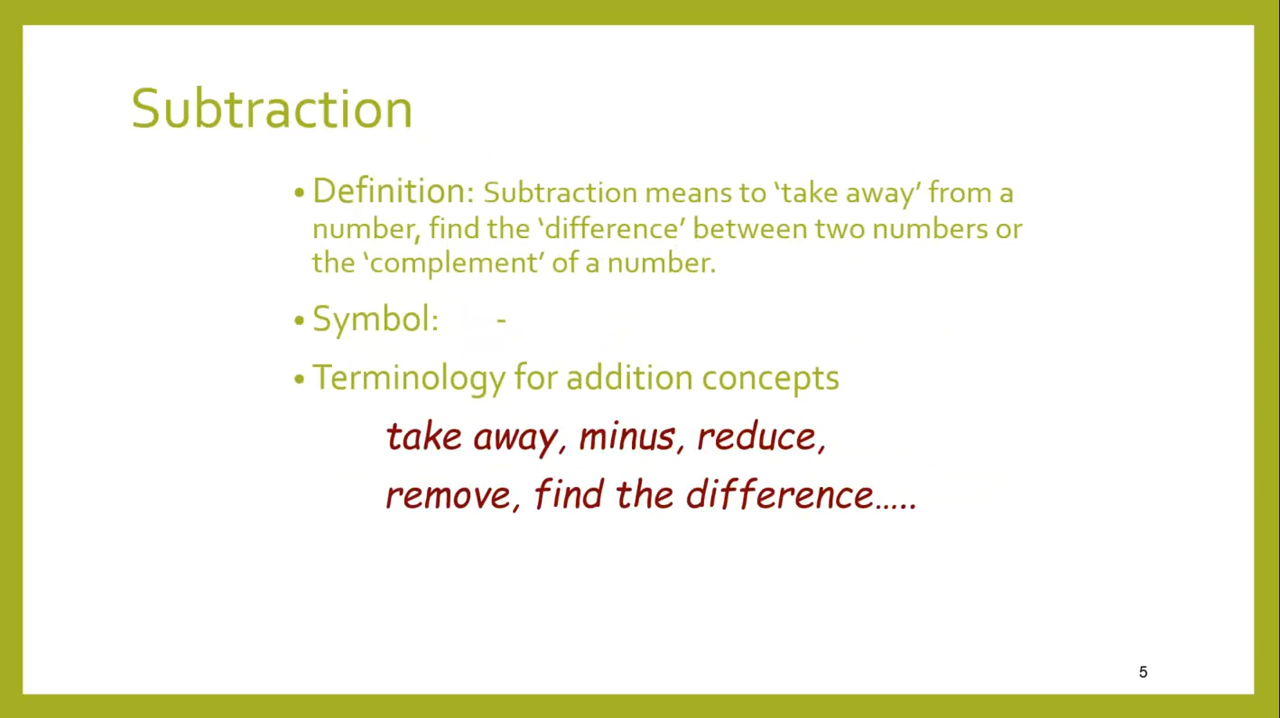 Subtraction
• Definition: Subtraction means to ‘take away’ from a
number, find the ‘difference’ between two numbers or
the ‘complement’ of a number.
• Symbol: -
• Terminology for addition concepts
take away, minus, reduce,
remove, find the difference…..
5